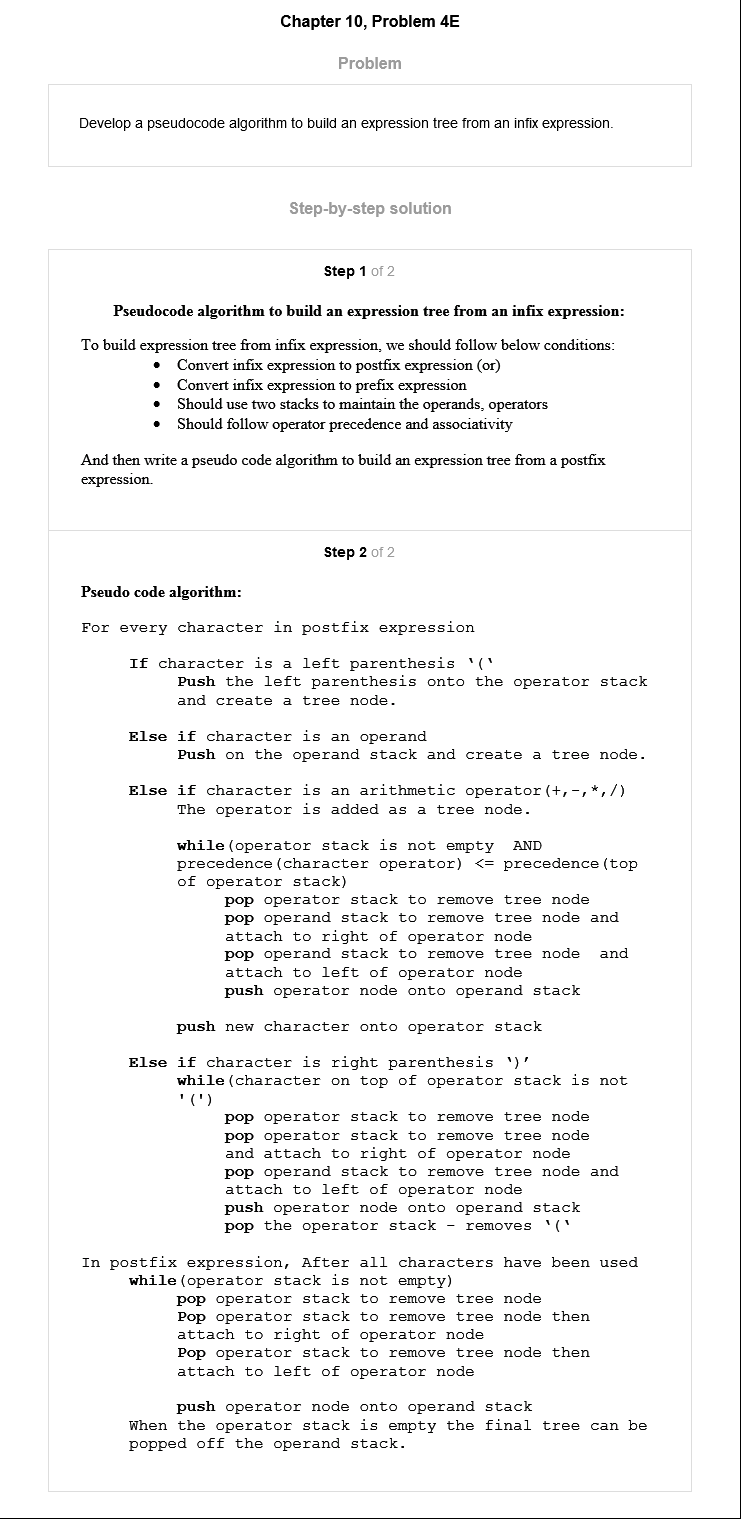 Chapter 10, Problem 4E
Problem
Develop a pseudocode algorithm to build an expression tree from an infix expression.
Step-by-step solution
Step 1 of 2
Pseudocode algorithm to build an expression tree from an infix expression:
To build expression tree from infix expression, we should follow below conditions:
• Convert infix expression to postfix expression (or)
• Convert infix expression to prefix expression
• Should use two stacks to maintain the operands, operators
• Should follow operator precedence and associativity
And then write a pseudo code algorithm to build an expression tree from a postfix
expression.
Step 2 of 2
Pseudo code algorithm:
For every character in postfix expression
If character is a left parenthesis ‘(‘
Push the left parenthesis onto the operator stack
and create a tree node.
Else if character is an operand
Push on the operand stack and create a tree node.
Else if character is an arithmetic operator(+,-,*,/)
The operator is added as a tree node.
while(operator stack is not empty AND
precedence(character operator) <= precedence(top
of operator stack)
pop operator stack to remove tree node
pop operand stack to remove tree node and
attach to right of operator node
pop operand stack to remove tree node and
attach to left of operator node
push operator node onto operand stack
push new character onto operator stack
Else if character is right parenthesis ‘)’
while(character on top of operator stack is not
'(')
pop operator stack to remove tree node
pop operator stack to remove tree node
and attach to right of operator node
pop operand stack to remove tree node and
attach to left of operator node
push operator node onto operand stack
pop the operator stack – removes ‘(‘
In postfix expression, After all characters have been used
while(operator stack is not empty)
pop operator stack to remove tree node
Pop operator stack to remove tree node then
attach to right of operator node
Pop operator stack to remove tree node then
attach to left of operator node
push operator node onto operand stack
When the operator stack is empty the final tree can be
popped off the operand stack.